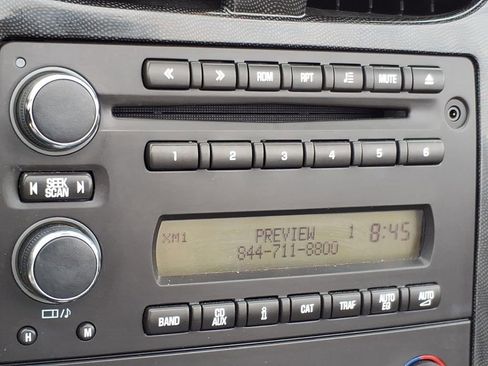 RDM RPT MUTE
1 2 3 4 5 6
SEEK
SCAN
XM1 PREVIEW 1 8:45
844-711-8800
BAND CD AUX i CAT TRAF AUTO EQ AUTO
H M